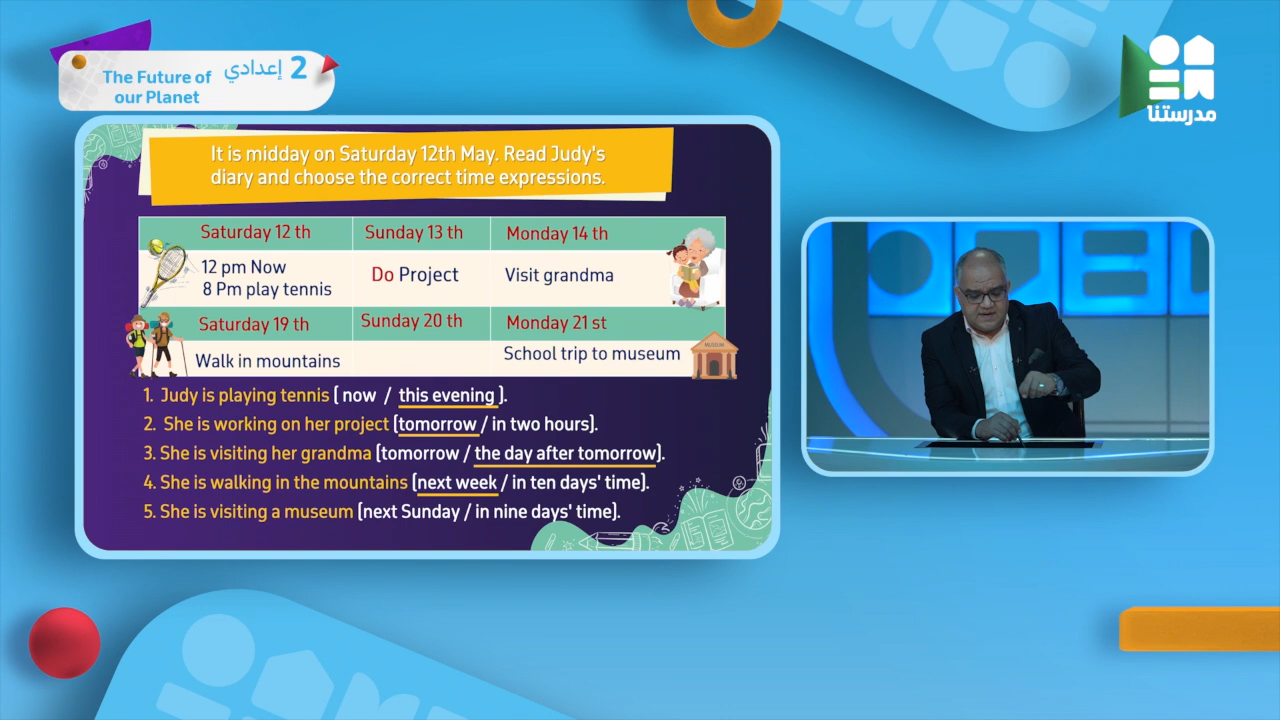 The Future of
our Planet
2 إعدادي
مدرستنا
It is midday on Saturday 12th May. Read Judy's
diary and choose the correct time expressions.
Saturday 12 th Sunday 13 th Monday 14 th
12 pm Now
8 Pm play tennis
Do Project
Visit grandma
Saturday 19 th Sunday 20 th Monday 21 st
Walk in mountains
School trip to museum
MUSEUM
1. Judy is playing tennis ( now / this evening ).
2. She is working on her project (tomorrow / in two hours).
3. She is visiting her grandma (tomorrow / the day after tomorrow).
4. She is walking in the mountains (next week / in ten days' time).
5. She is visiting a museum (next Sunday / in nine days' time).